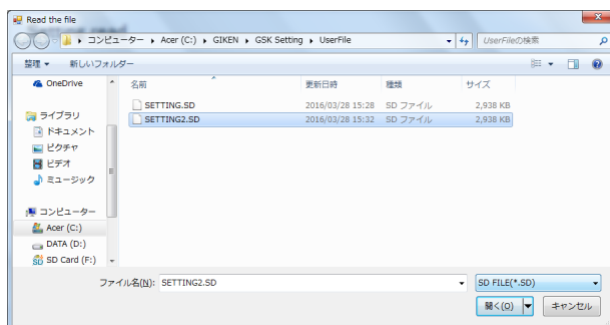 Read the file
コンピューター ▸ Acer (C:) ▸ GIKEN ▸ GSK Setting ▸ UserFile
UserFileの検索
整理 ▼ 新しいフォルダー
OneDrive
ライブラリ
ドキュメント
ピクチャ
ビデオ
ミュージック
コンピューター
Acer (C:)
DATA (D:)
SD Card (F:)
名前 更新日時 種類 サイズ
SETTING.SD 2016/03/28 15:28 SD ファイル 2,938 KB
SETTING2.SD 2016/03/28 15:32 SD ファイル 2,938 KB
ファイル名(N): SETTING2.SD
SD FILE(*.SD)
開く(O) キャンセル